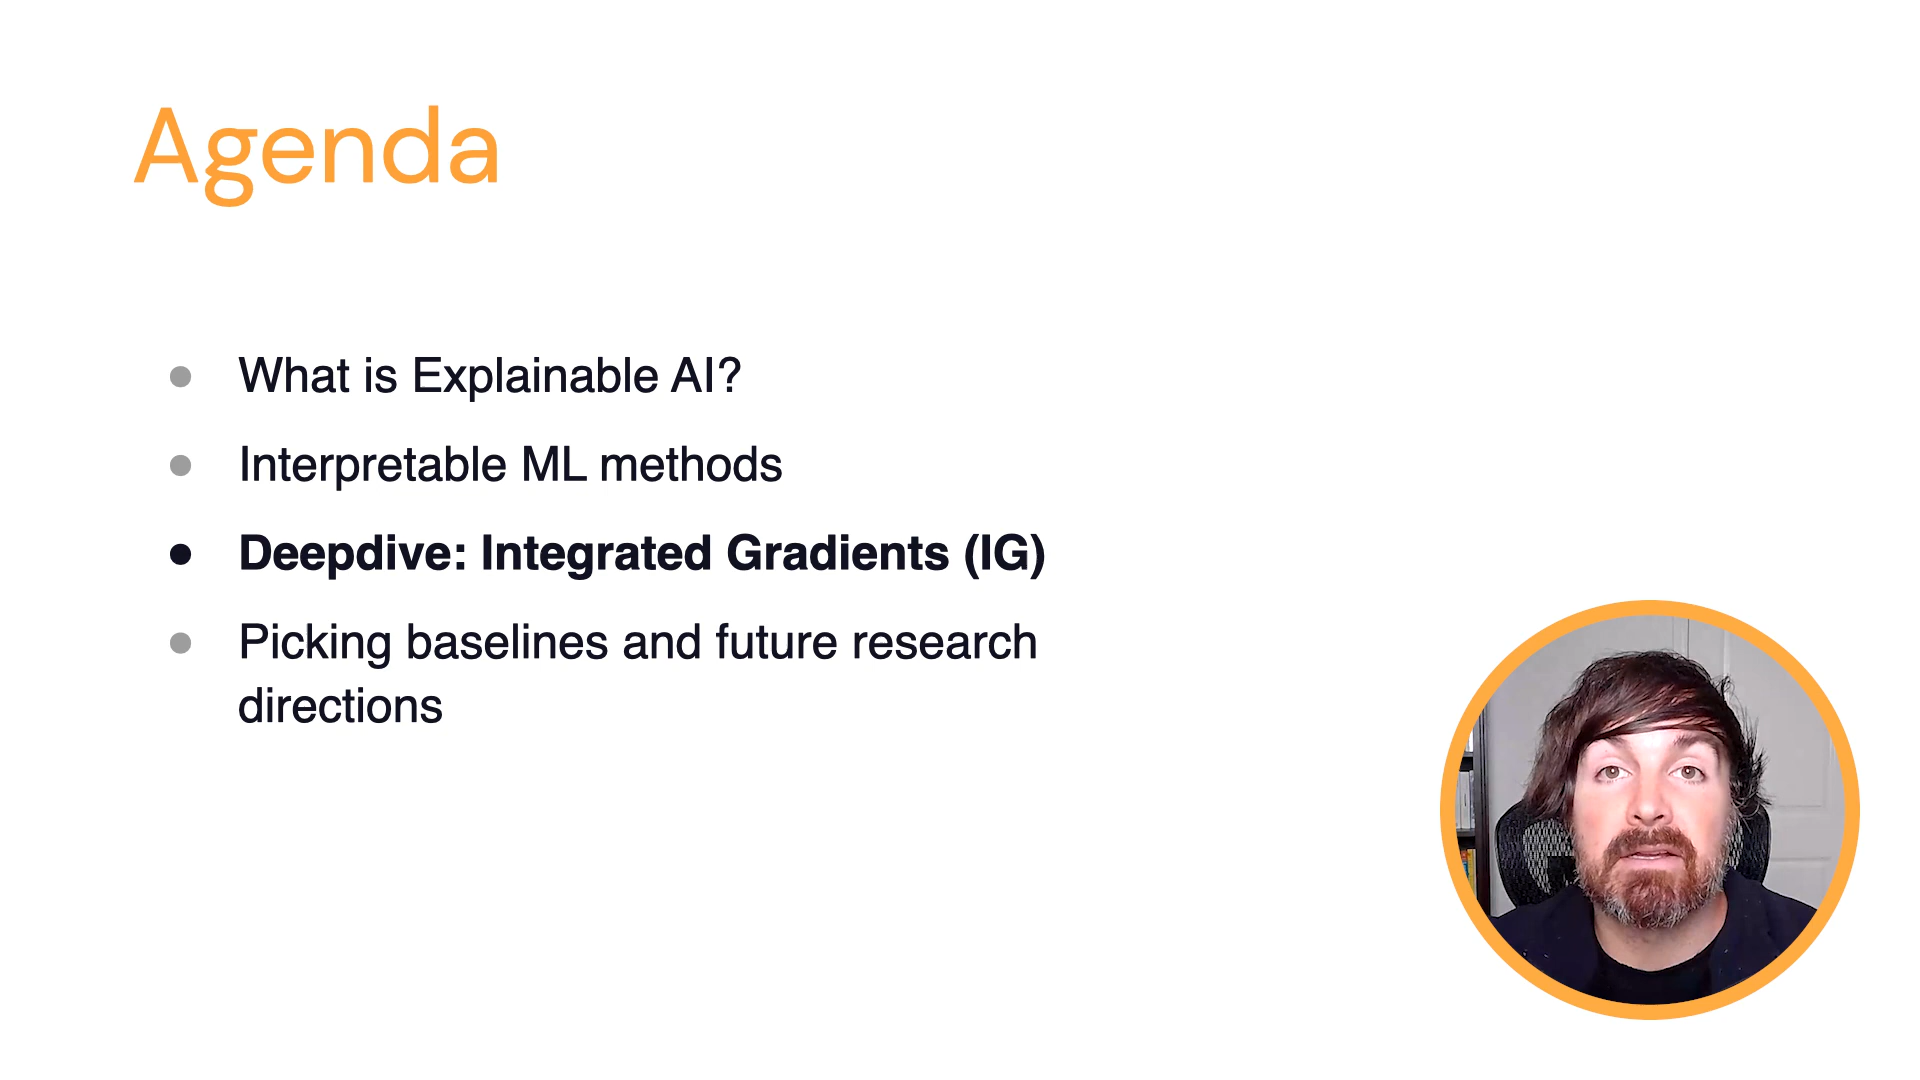 Agenda
What is Explainable AI?
Interpretable ML methods
Deepdive: Integrated Gradients (IG)
Picking baselines and future research
directions